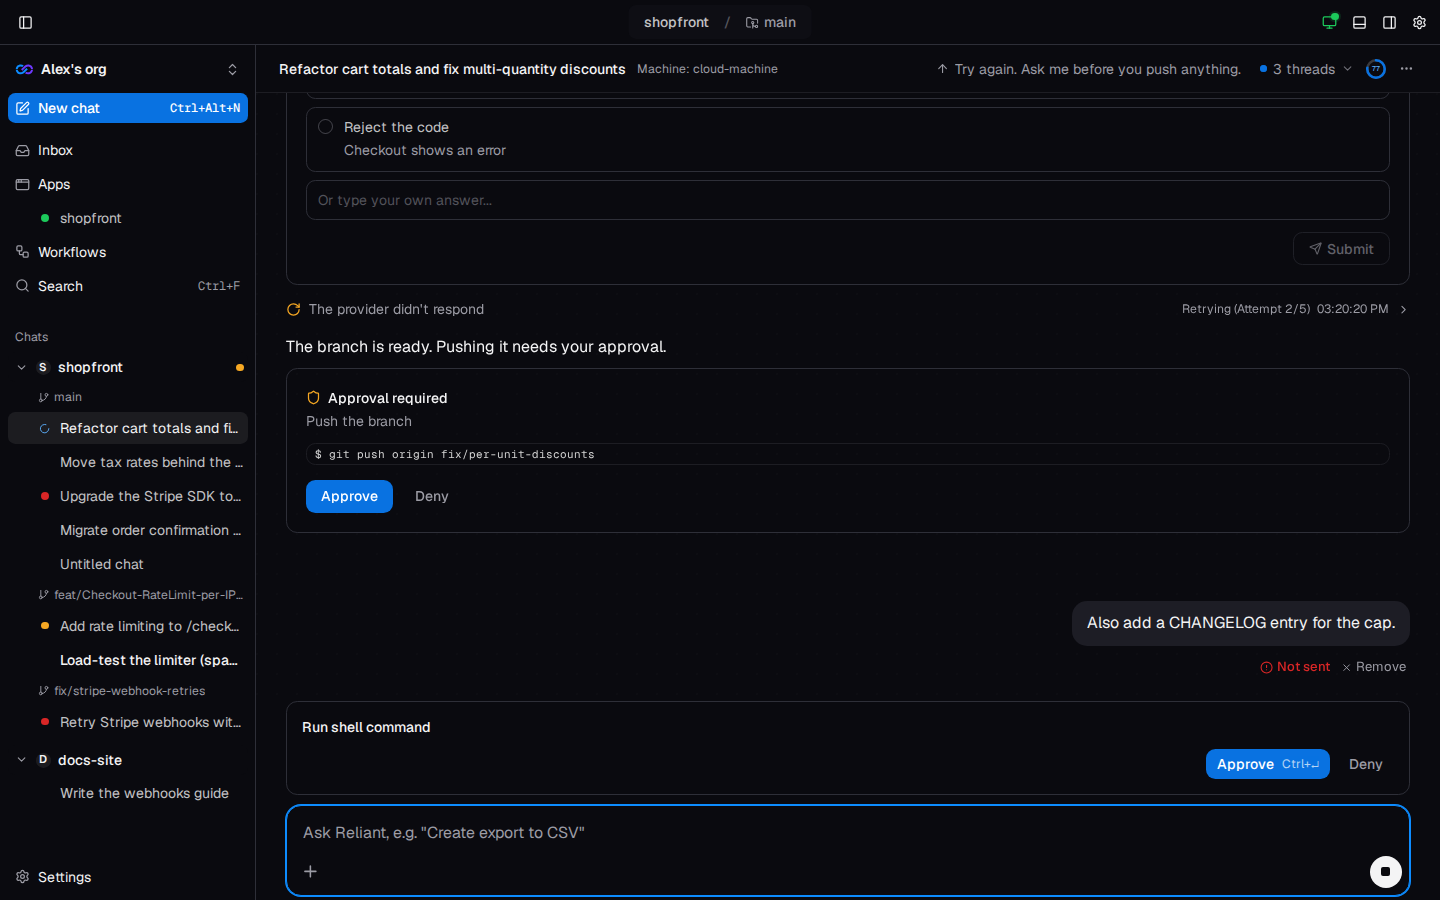 shopfront / main
Alex's org
Refactor cart totals and fix multi-quantity discounts Machine: cloud-machine
Try again. Ask me before you push anything.
3 threads
77
New chat Ctrl+Alt+N
Inbox
Apps
shopfront
Workflows
Search Ctrl+F
Chats
S shopfront
main
Refactor cart totals and fi...
Move tax rates behind the ...
Upgrade the Stripe SDK to...
Migrate order confirmation ...
Untitled chat
feat/Checkout-RateLimit-per-IP...
Add rate limiting to /check...
Load-test the limiter (spa...
fix/stripe-webhook-retries
Retry Stripe webhooks wit...
D docs-site
Write the webhooks guide
Settings
Reject the code
Checkout shows an error
Or type your own answer...
Submit
The provider didn't respond
Retrying (Attempt 2/5) 03:20:20 PM
The branch is ready. Pushing it needs your approval.
Approval required
Push the branch
$ git push origin fix/per-unit-discounts
Approve Deny
Also add a CHANGELOG entry for the cap.
Not sent Remove
Run shell command
Approve Ctrl+↵ Deny
Ask Reliant, e.g. "Create export to CSV"